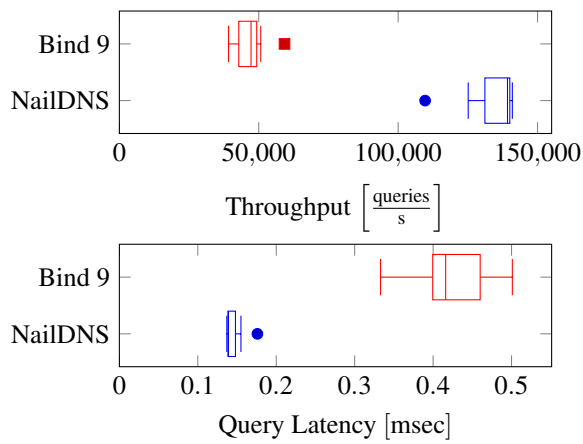 Bind 9
NailDNS
0 50,000 100,000 150,000
Throughput [queries/s]
Bind 9
NailDNS
0 0.1 0.2 0.3 0.4 0.5
Query Latency [msec]